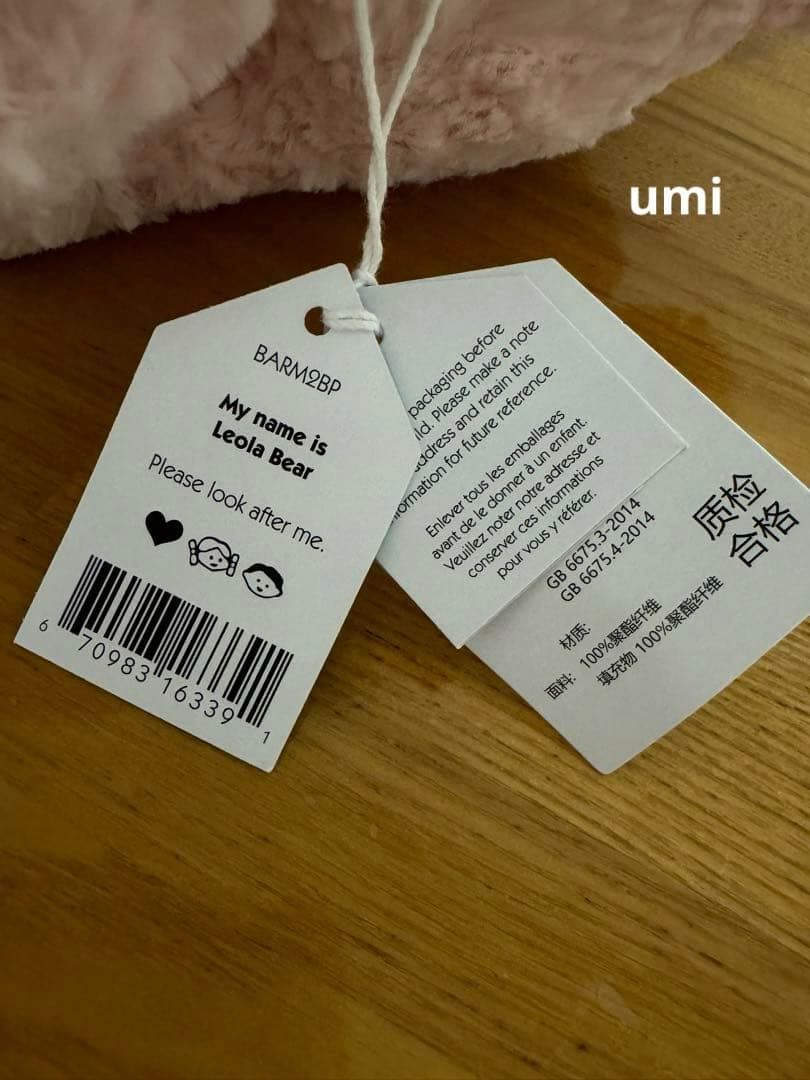 umi
BARM2BP
My name is
Leola Bear
Please look after me.
6 70983 16339 1
packaging before
Please make a note
address and retain this
information for future reference.
Enlever tous les emballages
avant de le donner à un enfant.
Veuillez noter notre adresse et
conserver ces informations
pour vous y référer.
GB 6675.3-2014
GB 6675.4-2014
质检
合格
材质:
面料: 100%聚酯纤维
填充物 100%聚酯纤维